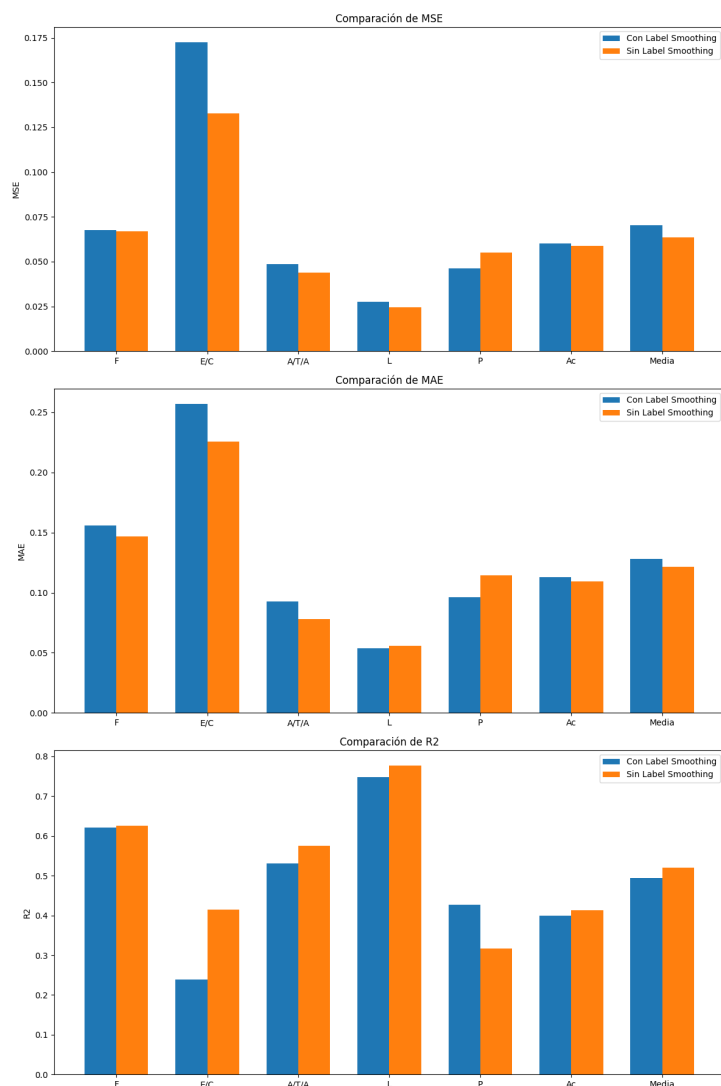 Comparación de MSE
0.175
0.150
0.125
0.100
0.075
0.050
0.025
0.000
MSE
Con Label Smoothing
Sin Label Smoothing
F E/C A/T/A L P Ac Media
Comparación de MAE
0.25
0.20
0.15
0.10
0.05
0.00
MAE
Con Label Smoothing
Sin Label Smoothing
F E/C A/T/A L P Ac Media
Comparación de R2
0.8
0.7
0.6
0.5
0.4
0.3
0.2
0.1
0.0
R2
Con Label Smoothing
Sin Label Smoothing
F E/C A/T/A L P Ac Media